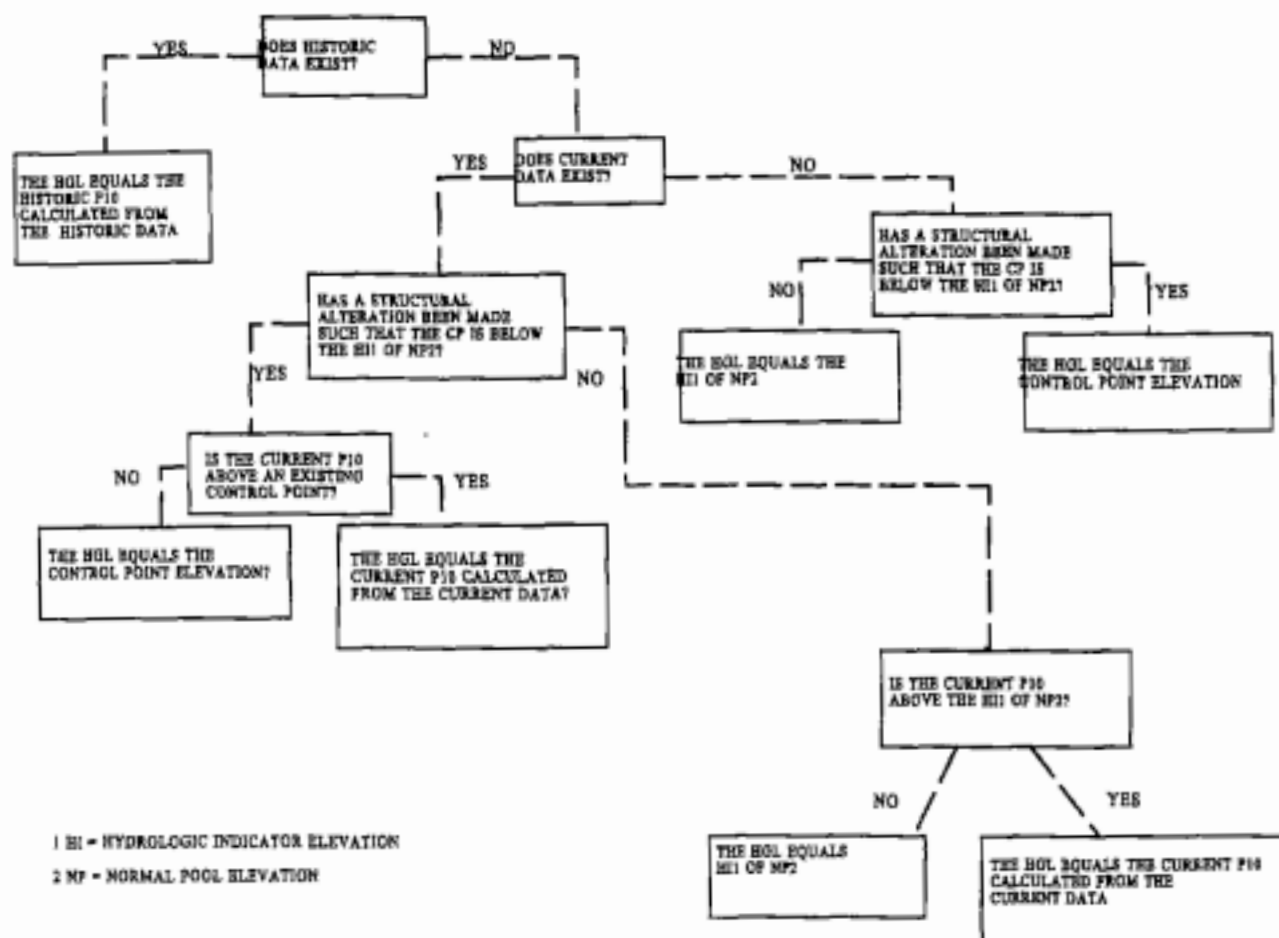 YES
DOES HISTORIC
DATA EXIST?
NO
THE HGL EQUALS THE
HISTORIC P10
CALCULATED FROM
THE HISTORIC DATA
YES
DOES CURRENT
DATA EXIST?
NO
HAS A STRUCTURAL
ALTERATION BEEN MADE
SUCH THAT THE CP IS
BELOW THE HI1 OF NP2?
NO
YES
HAS A STRUCTURAL
ALTERATION BEEN MADE
SUCH THAT THE CP IS BELOW
THE HI1 OF NP2?
YES
NO
THE HGL EQUALS THE
HI1 OF NP2
THE HGL EQUALS THE
CONTROL POINT ELEVATION
IS THE CURRENT P10
ABOVE AN EXISTING
CONTROL POINT?
NO
YES
THE HGL EQUALS THE
CONTROL POINT ELEVATION?
THE HGL EQUALS THE
CURRENT P10 CALCULATED
FROM THE CURRENT DATA?
IS THE CURRENT P10
ABOVE THE HI1 OF NP2?
NO
YES
THE HGL EQUALS
HI1 OF NP2
THE HGL EQUALS THE CURRENT P10
CALCULATED FROM THE
CURRENT DATA
1 HI = HYDROLOGIC INDICATOR ELEVATION
2 NP = NORMAL POOL ELEVATION